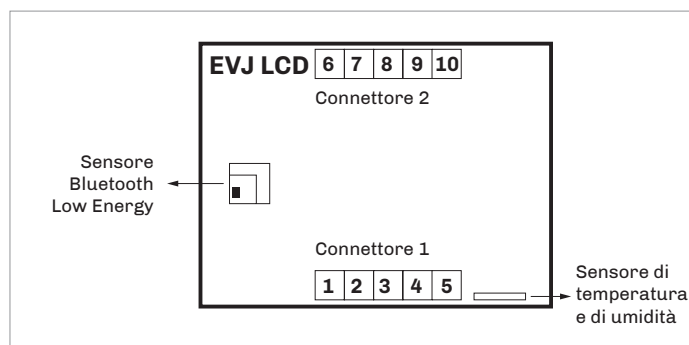 EVJ LCD 6 7 8 9 10
Connettore 2
Sensore
Bluetooth
Low Energy
Connettore 1
1 2 3 4 5
Sensore di
temperatura
e di umidità